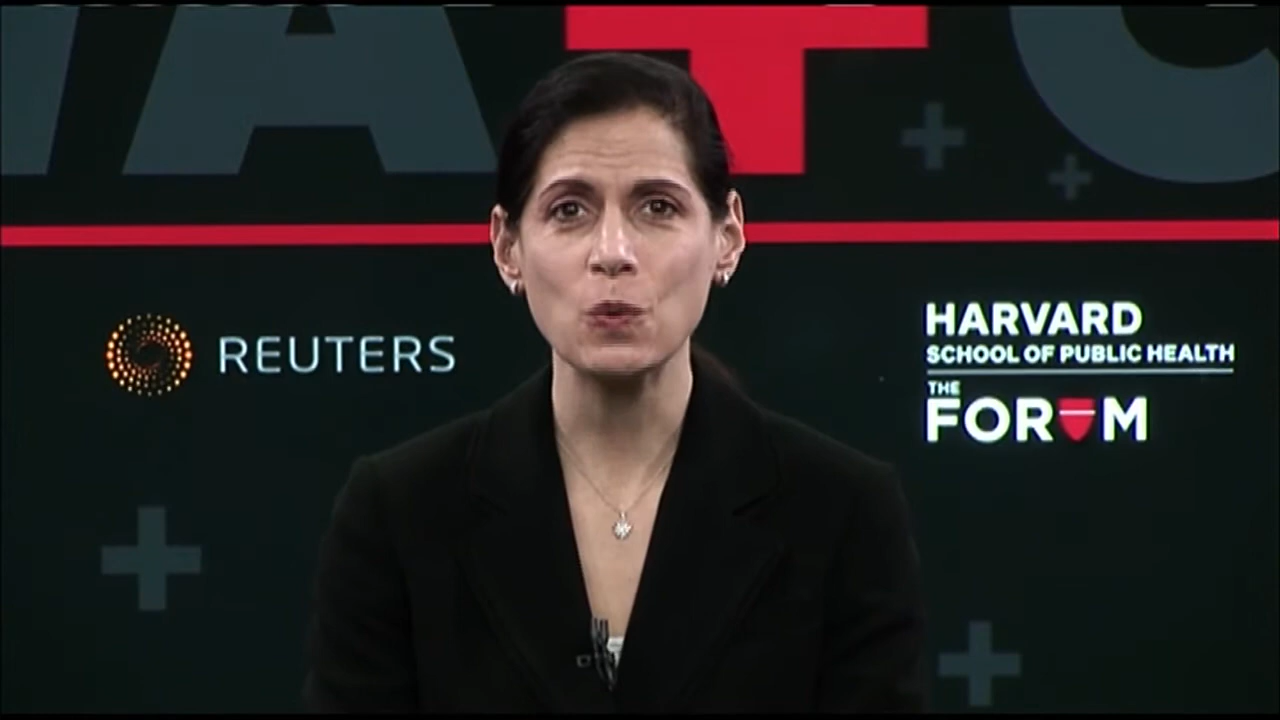 A
C
REUTERS
HARVARD
SCHOOL OF PUBLIC HEALTH
THE
FORUM